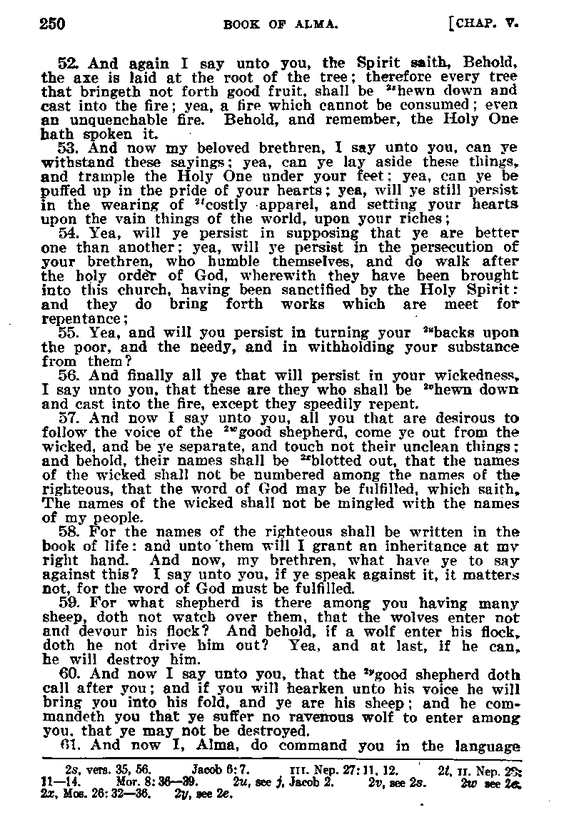 250 BOOK OF ALMA. [CHAP. V.
52. And again I say unto you, the Spirit saith, Behold,
the axe is laid at the root of the tree; therefore every tree
that bringeth not forth good fruit, shall be 2shewn down and
cast into the fire; yea, a fire which cannot be consumed; even
an unquenchable fire. Behold, and remember, the Holy One
hath spoken it.
53. And now my beloved brethren, I say unto you, can ye
withstand these sayings; yea, can ye lay aside these things,
and trample the Holy One under your feet; yea, can ye be
puffed up in the pride of your hearts; yea, will ye still persist
in the wearing of 2tcostly apparel, and setting your hearts
upon the vain things of the world, upon your riches;
54. Yea, will ye persist in supposing that ye are better
one than another; yea, will ye persist in the persecution of
your brethren, who humble themselves, and do walk after
the holy order of God, wherewith they have been brought
into this church, having been sanctified by the Holy Spirit:
and they do bring forth works which are meet for
repentance;
55. Yea, and will you persist in turning your 2ubacks upon
the poor, and the needy, and in withholding your substance
from them?
56. And finally all ye that will persist in your wickedness,
I say unto you, that these are they who shall be 2vhewn down
and cast into the fire, except they speedily repent.
57. And now I say unto you, all you that are desirous to
follow the voice of the 2wgood shepherd, come ye out from the
wicked, and be ye separate, and touch not their unclean things;
and behold, their names shall be 2xblotted out, that the names
of the wicked shall not be numbered among the names of the
righteous, that the word of God may be fulfilled, which saith,
The names of the wicked shall not be mingled with the names
of my people.
58. For the names of the righteous shall be written in the
book of life: and unto them will I grant an inheritance at my
right hand. And now, my brethren, what have ye to say
against this? I say unto you, if ye speak against it, it matters
not, for the word of God must be fulfilled.
59. For what shepherd is there among you having many
sheep, doth not watch over them, that the wolves enter not
and devour his flock? And behold, if a wolf enter his flock,
doth he not drive him out? Yea, and at last, if he can,
he will destroy him.
60. And now I say unto you, that the 2ygood shepherd doth
call after you; and if you will hearken unto his voice he will
bring you into his fold, and ye are his sheep; and he com-
mandeth you that ye suffer no ravenous wolf to enter among
you, that ye may not be destroyed.
61. And now I, Alma, do command you in the language
2s, vers. 35, 56. Jacob 6:7. III. Nep. 27:11, 12. 2t, II. Nep. 28:
11—14. Mor. 8:36—39. 2u, see j, Jacob 2. 2v, see 2s. 2w see 2e.
2x, Mos. 26:32—36. 2y, see 2e.